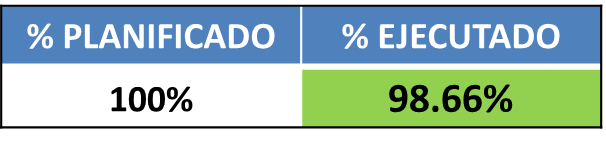 % PLANIFICADO % EJECUTADO
100% 98.66%